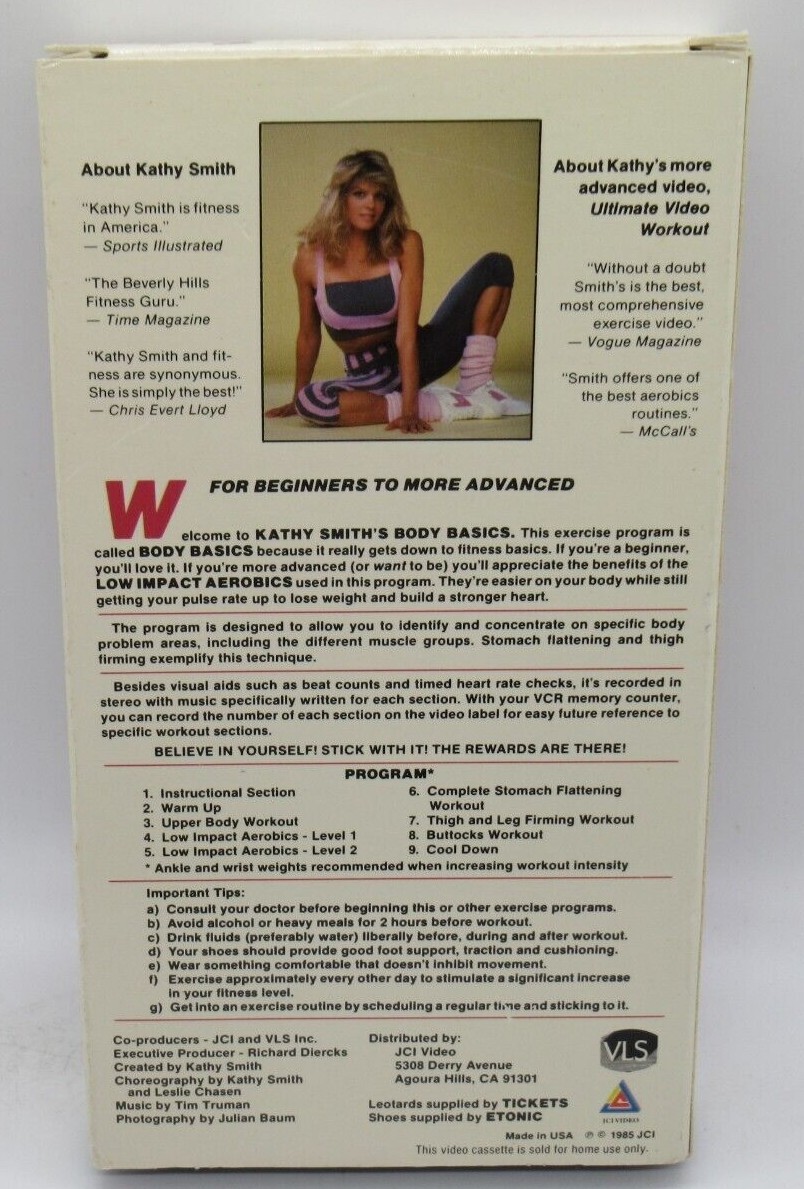 About Kathy Smith
"Kathy Smith is fitness
in America."
— Sports Illustrated
"The Beverly Hills
Fitness Guru."
— Time Magazine
"Kathy Smith and fit-
ness are synonymous.
She is simply the best!"
— Chris Evert Lloyd
About Kathy's more
advanced video,
Ultimate Video
Workout
"Without a doubt
Smith's is the best,
most comprehensive
exercise video."
— Vogue Magazine
"Smith offers one of
the best aerobics
routines."
— McCall's
FOR BEGINNERS TO MORE ADVANCED
Welcome to KATHY SMITH'S BODY BASICS. This exercise program is
called BODY BASICS because it really gets down to fitness basics. If you're a beginner,
you'll love it. If you're more advanced (or want to be) you'll appreciate the benefits of the
LOW IMPACT AEROBICS used in this program. They're easier on your body while still
getting your pulse rate up to lose weight and build a stronger heart.
The program is designed to allow you to identify and concentrate on specific body
problem areas, including the different muscle groups. Stomach flattening and thigh
firming exemplify this technique.
Besides visual aids such as beat counts and timed heart rate checks, it's recorded in
stereo with music specifically written for each section. With your VCR memory counter,
you can record the number of each section on the video label for easy future reference to
specific workout sections.
BELIEVE IN YOURSELF! STICK WITH IT! THE REWARDS ARE THERE!
PROGRAM*
1. Instructional Section
2. Warm Up
3. Upper Body Workout
4. Low Impact Aerobics - Level 1
5. Low Impact Aerobics - Level 2
6. Complete Stomach Flattening
Workout
7. Thigh and Leg Firming Workout
8. Buttocks Workout
9. Cool Down
* Ankle and wrist weights recommended when increasing workout intensity
Important Tips:
a) Consult your doctor before beginning this or other exercise programs.
b) Avoid alcohol or heavy meals for 2 hours before workout.
c) Drink fluids (preferably water) liberally before, during and after workout.
d) Your shoes should provide good foot support, traction and cushioning.
e) Wear something comfortable that doesn't inhibit movement.
f) Exercise approximately every other day to stimulate a significant increase
in your fitness level.
g) Get into an exercise routine by scheduling a regular time and sticking to it.
Co-producers - JCI and VLS Inc.
Executive Producer - Richard Diercks
Created by Kathy Smith
Choreography by Kathy Smith
and Leslie Chasen
Music by Tim Truman
Photography by Julian Baum
Distributed by:
JCI Video
5308 Derry Avenue
Agoura Hills, CA 91301
Leotards supplied by TICKETS
Shoes supplied by ETONIC
VLS
JCI VIDEO
Made in USA ℗ © 1985 JCI
This video cassette is sold for home use only.